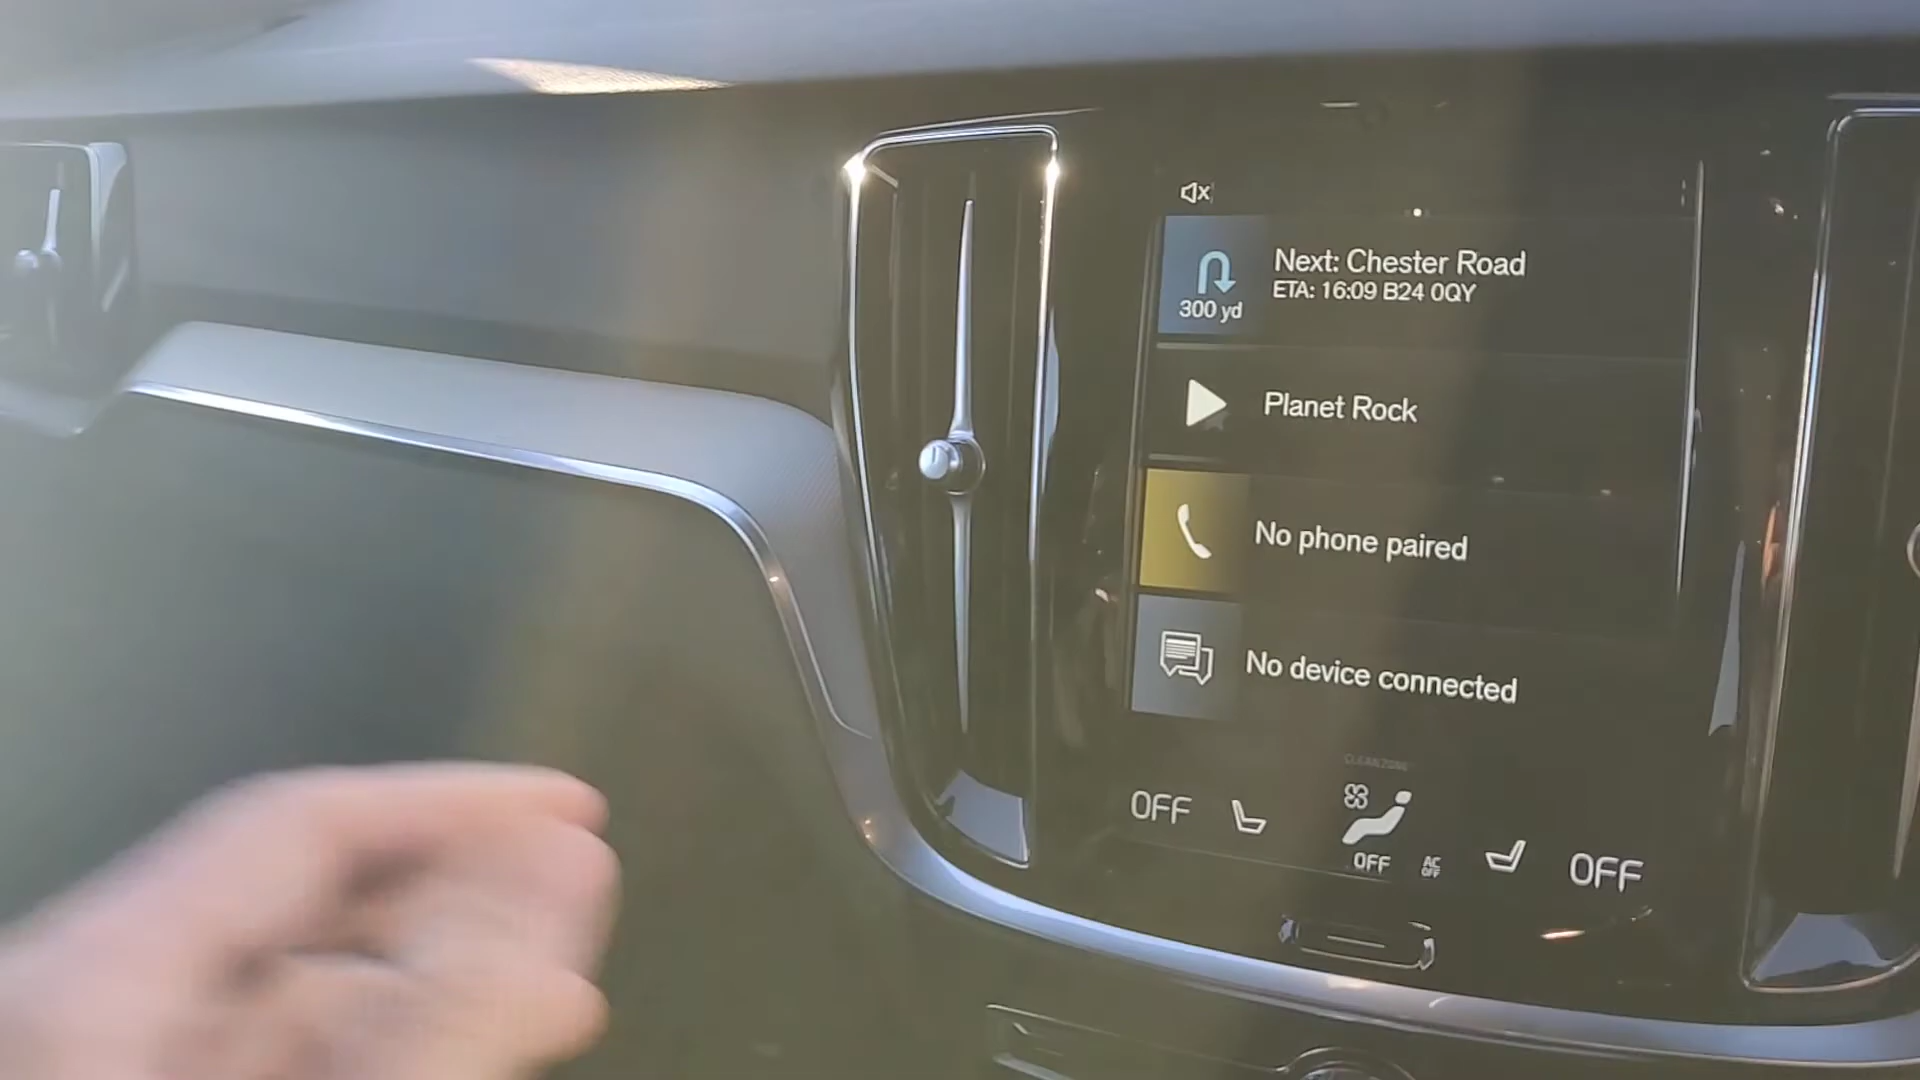 Next: Chester Road
ETA: 16:09 B24 0QY
300 yd
Planet Rock
No phone paired
No device connected
CLEANZONE
OFF
OFF
AC
OFF
OFF